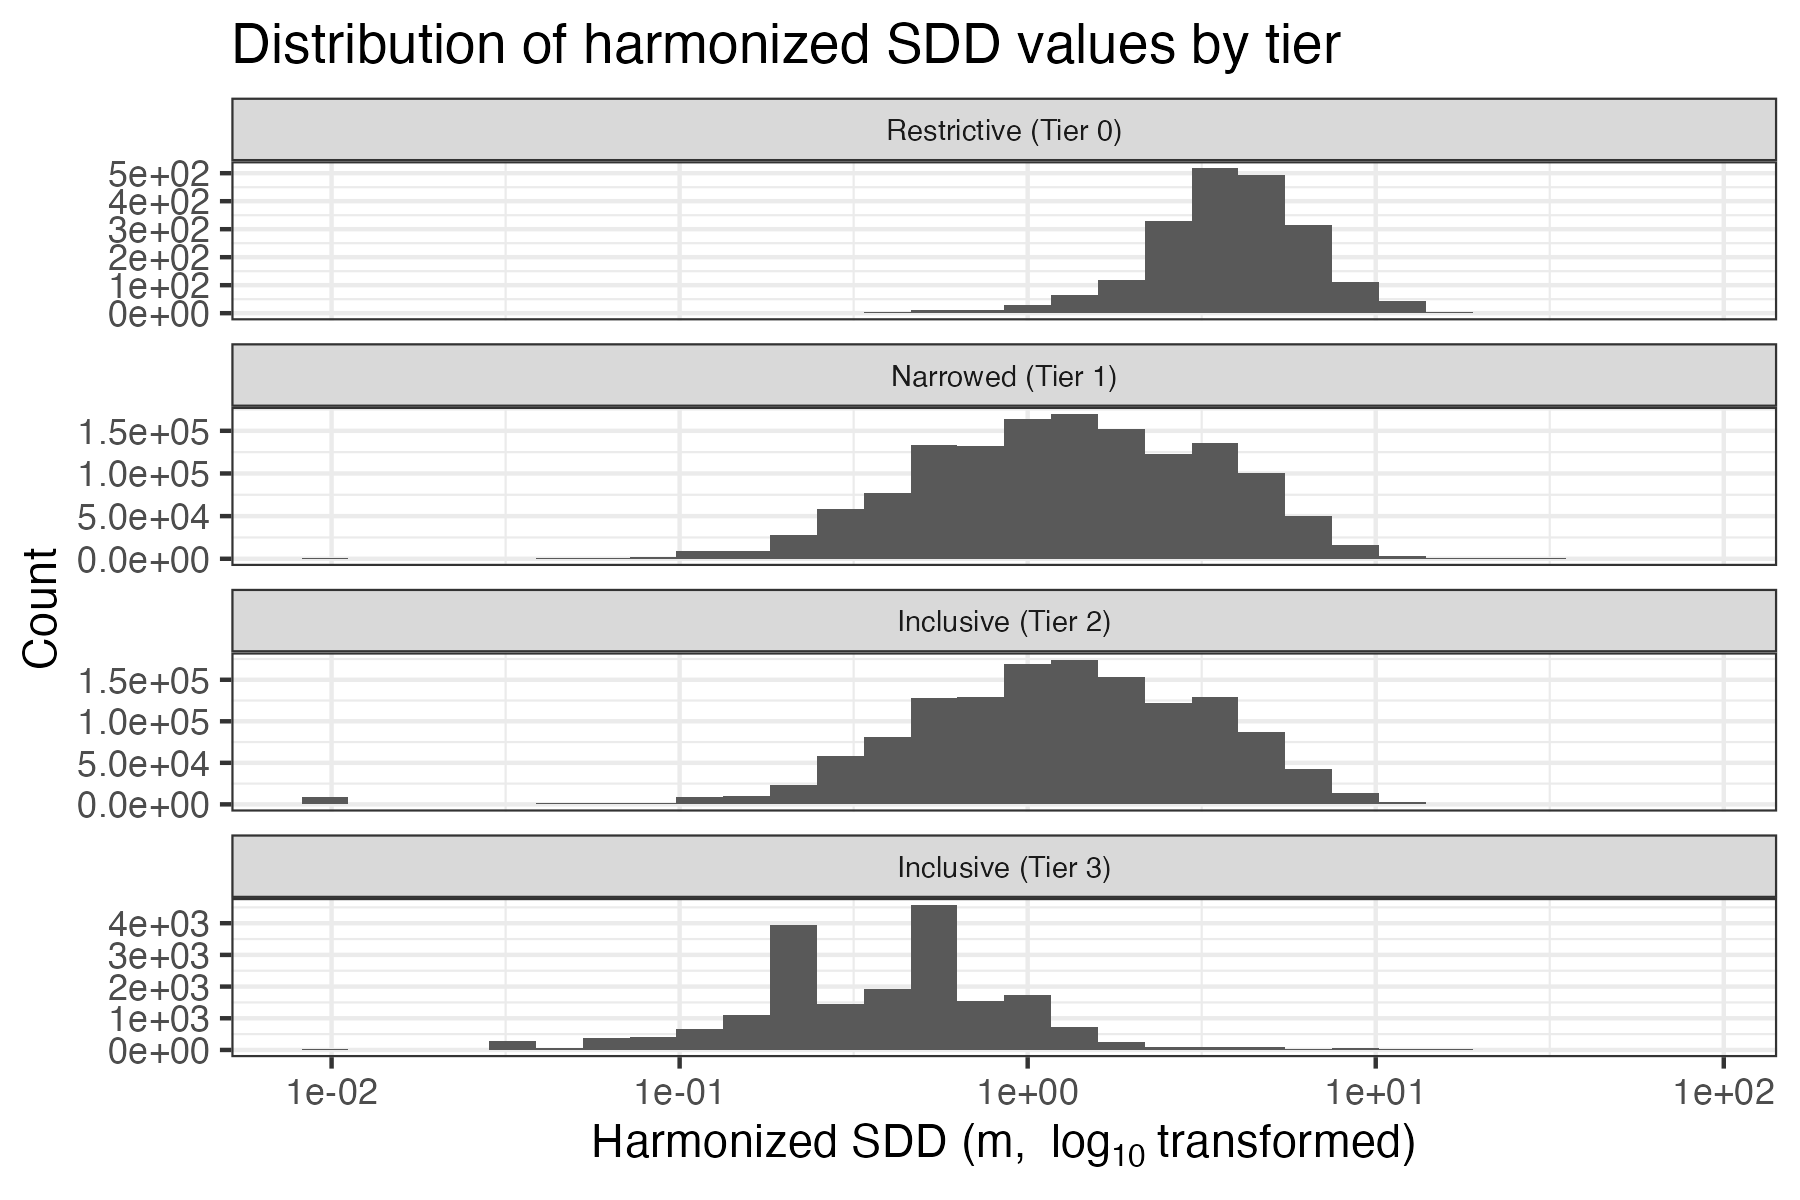 Distribution of harmonized SDD values by tier
Restrictive (Tier 0)
5e+02
4e+02
3e+02
2e+02
1e+02
0e+00
Narrowed (Tier 1)
1.5e+05
1.0e+05
5.0e+04
0.0e+00
Inclusive (Tier 2)
1.5e+05
1.0e+05
5.0e+04
0.0e+00
Inclusive (Tier 3)
4e+03
3e+03
2e+03
1e+03
0e+00
Count
1e-02 1e-01 1e+00 1e+01 1e+02
Harmonized SDD (m, log10 transformed)